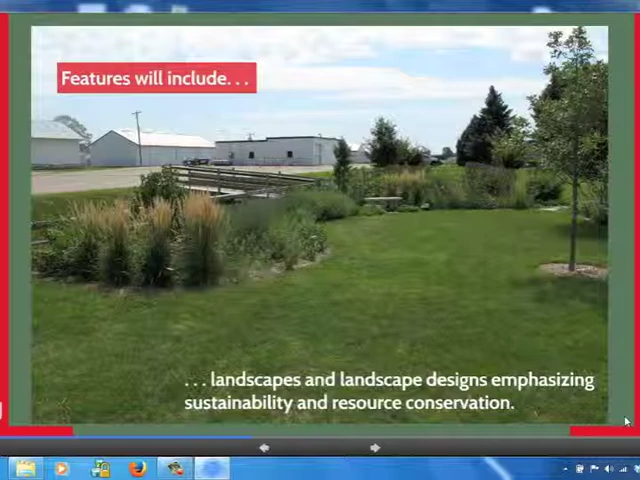 Features will include. . .
. . . landscapes and landscape designs emphasizing
sustainability and resource conservation.